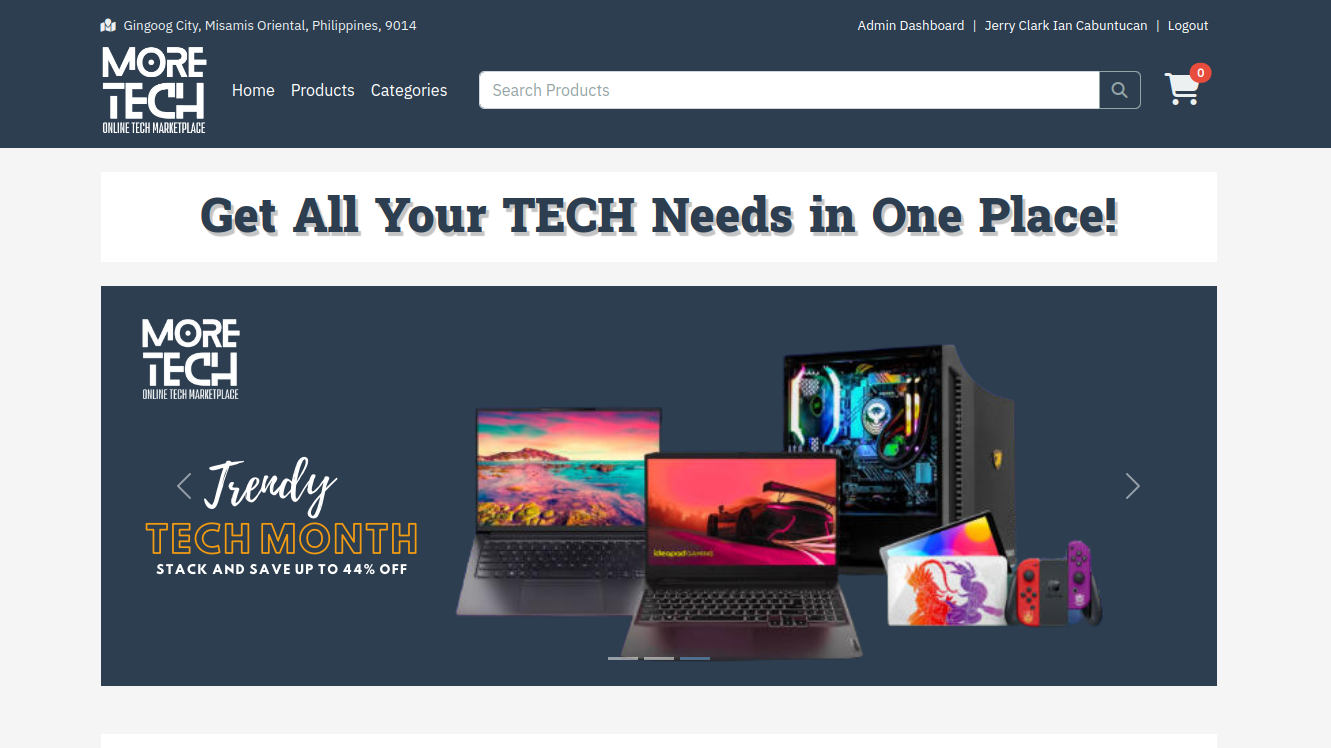 Gingoog City, Misamis Oriental, Philippines, 9014
Admin Dashboard | Jerry Clark Ian Cabuntucan | Logout
MORE
TECH
ONLINE TECH MARKETPLACE
Home Products Categories
Search Products
0
Get All Your TECH Needs in One Place!
MORE
TECH
ONLINE TECH MARKETPLACE
Trendy
TECH MONTH
STACK AND SAVE UP TO 44% OFF
ideapad GAMING